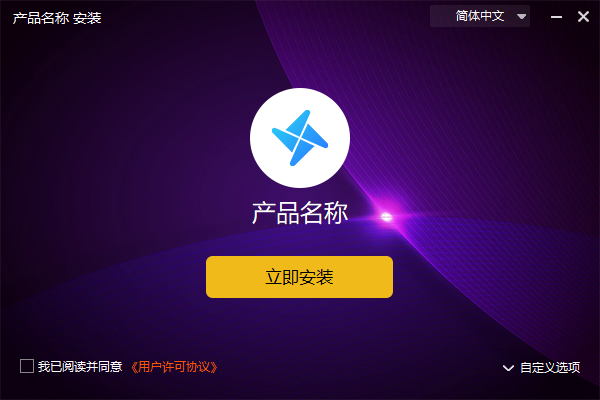 产品名称 安装
简体中文
产品名称
立即安装
我已阅读并同意 《用户许可协议》
自定义选项